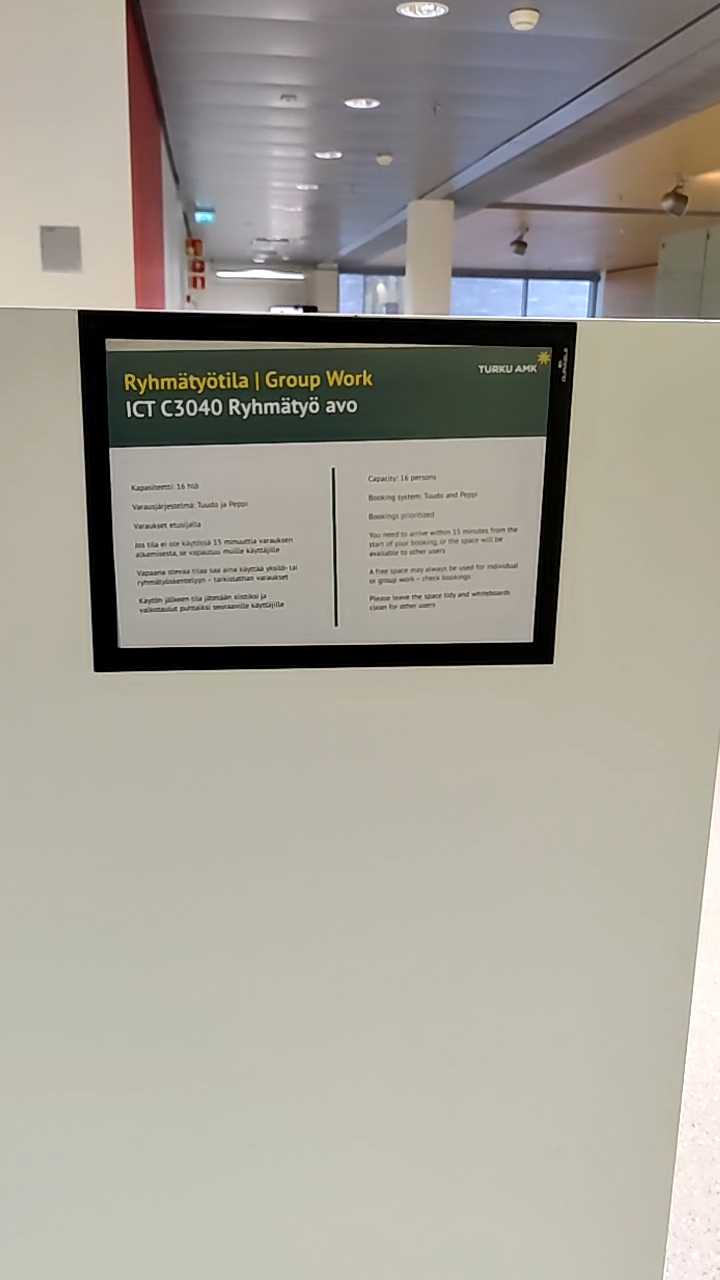 Ryhmätyötila | Group Work
ICT C3040 Ryhmätyö avo
TURKU AMK
Kapasiteetti: 16 hlö
Varausjärjestelmä: Tuudo ja Peppi
Varaukset etusijalla
Jos tila ei ole käytössä 15 minuuttia varauksen
alkamisesta, se vapautuu muille käyttäjille
Vapaana olevaa tilaa saa aina käyttää yksilö- tai
ryhmätyöskentelyyn – tarkistathan varaukset
Käytön jälkeen tila jätetään siistiksi ja
valkotaulut puhtaiksi seuraaville käyttäjille
Capacity: 16 persons
Booking system: Tuudo and Peppi
Bookings prioritized
You need to arrive within 15 minutes from the
start of your booking, or the space will be
available to other users
A free space may always be used for individual
or group work – check bookings
Please leave the space tidy and whiteboards
clean for other users